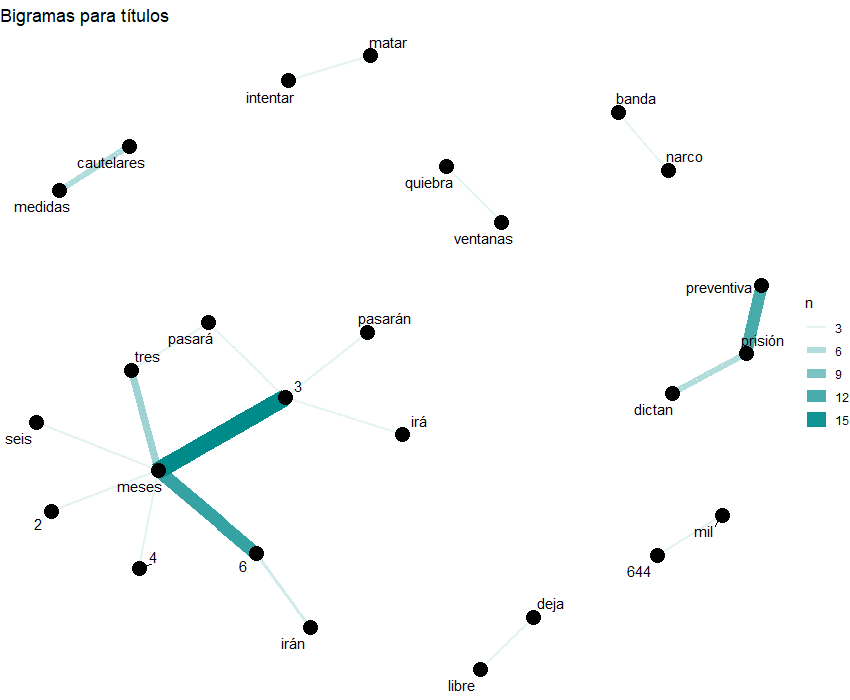 Bigramas para títulos
matar
intentar
banda
narco
cautelares
medidas
quiebra
ventanas
preventiva
prisión
dictan
n
3
6
9
12
15
pasarán
pasará
tres
3
irá
seis
meses
2
4
6
irán
mil
644
deja
libre